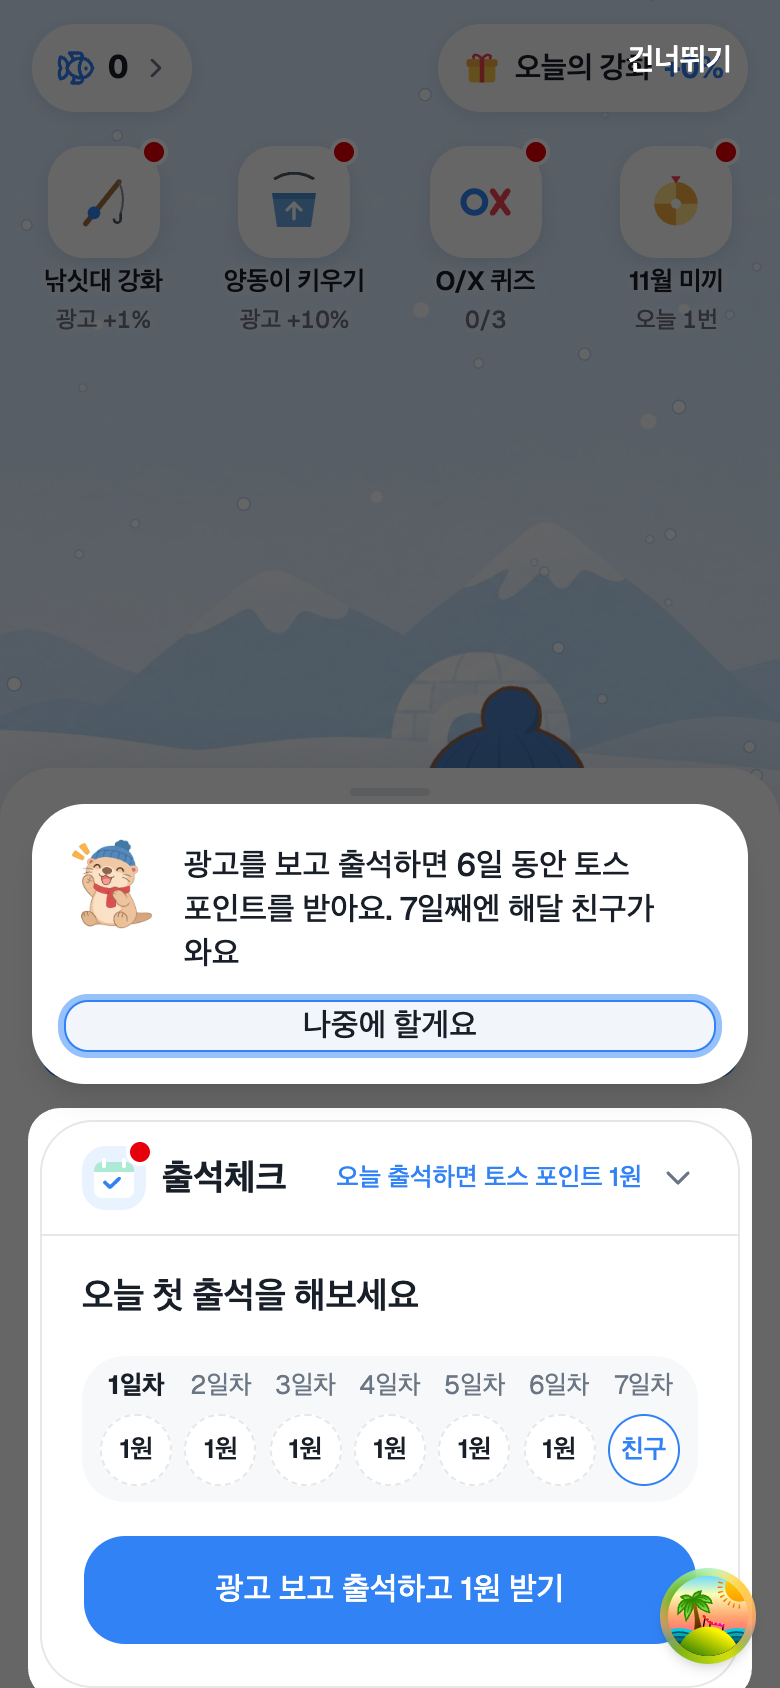 0
오늘의 강화 +0%
건너뛰기
낚싯대 강화
광고 +1%
양동이 키우기
광고 +10%
OX
O/X 퀴즈
0/3
11월 미끼
오늘 1번
광고를 보고 출석하면 6일 동안 토스
포인트를 받아요. 7일째엔 해달 친구가
와요
나중에 할게요
출석체크
오늘 출석하면 토스 포인트 1원
오늘 첫 출석을 해보세요
1일차 2일차 3일차 4일차 5일차 6일차 7일차
1원 1원 1원 1원 1원 1원 친구
광고 보고 출석하고 1원 받기